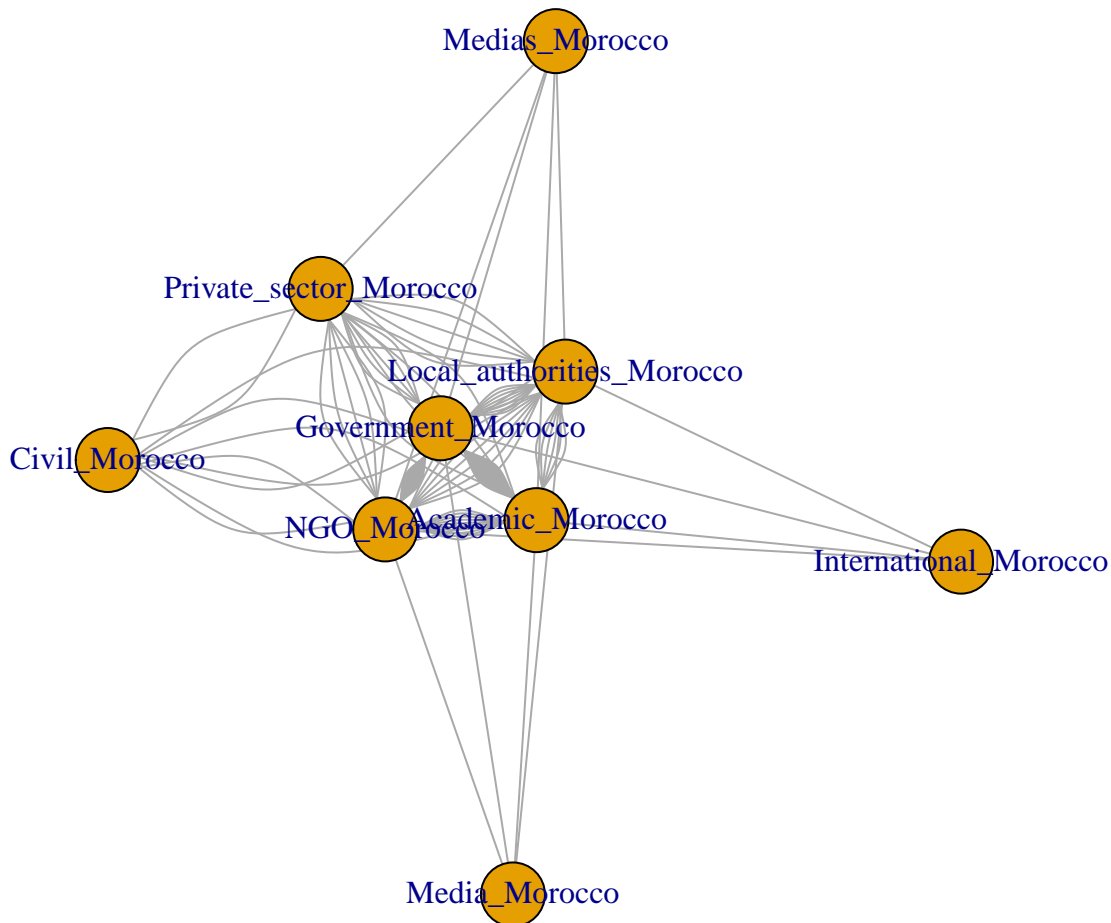 Medias_Morocco
Private_sector_Morocco
Local_authorities_Morocco
Government_Morocco
Civil_Morocco
NGO_Morocco
Academic_Morocco
International_Morocco
Media_Morocco